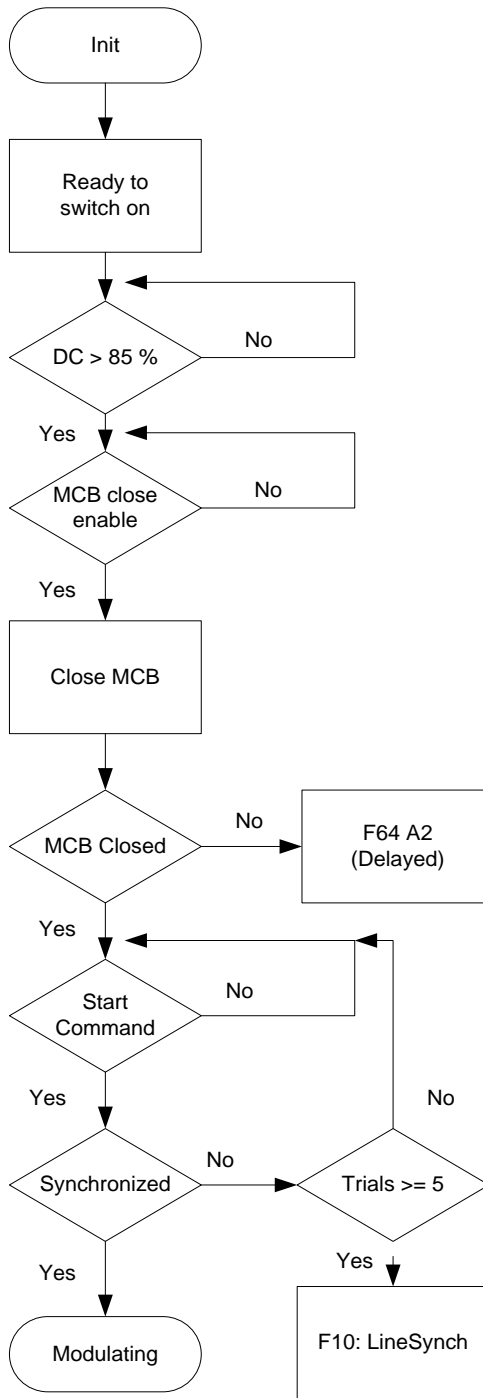 Init
Ready to
switch on
DC > 85 %
No
Yes
MCB close
enable
No
Yes
Close MCB
MCB Closed
No
F64 A2
(Delayed)
Yes
Start
Command
No
Yes
No
Synchronized
No
Trials >= 5
Yes
Yes
Modulating
F10: LineSynch